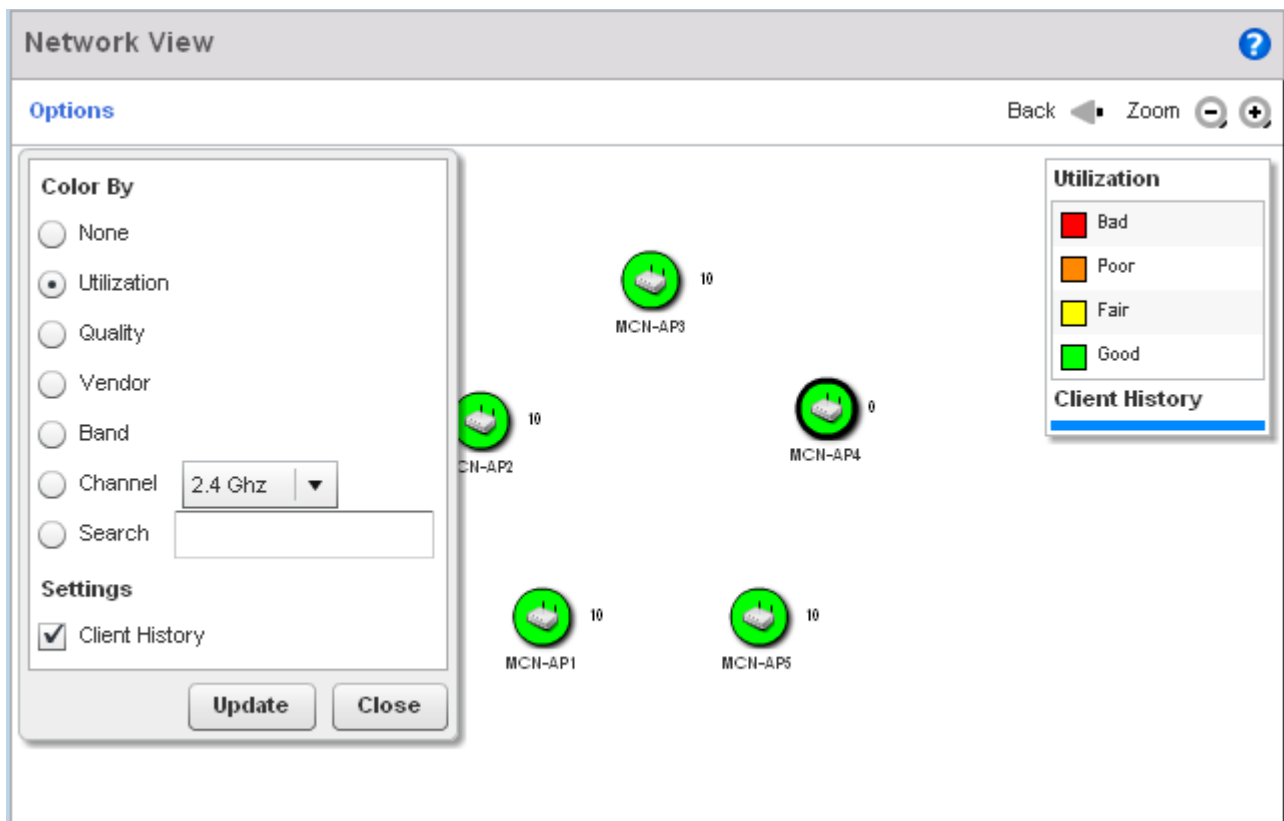 Network View
?
Options
Back
Zoom
Color By
None
Utilization
Quality
Vendor
Band
Channel
2.4 Ghz
Search
Settings
Client History
Update
Close
10
MCN-AP3
10
CN-AP2
0
MCN-AP4
10
MCN-AP1
10
MCN-AP5
Utilization
Bad
Poor
Fair
Good
Client History